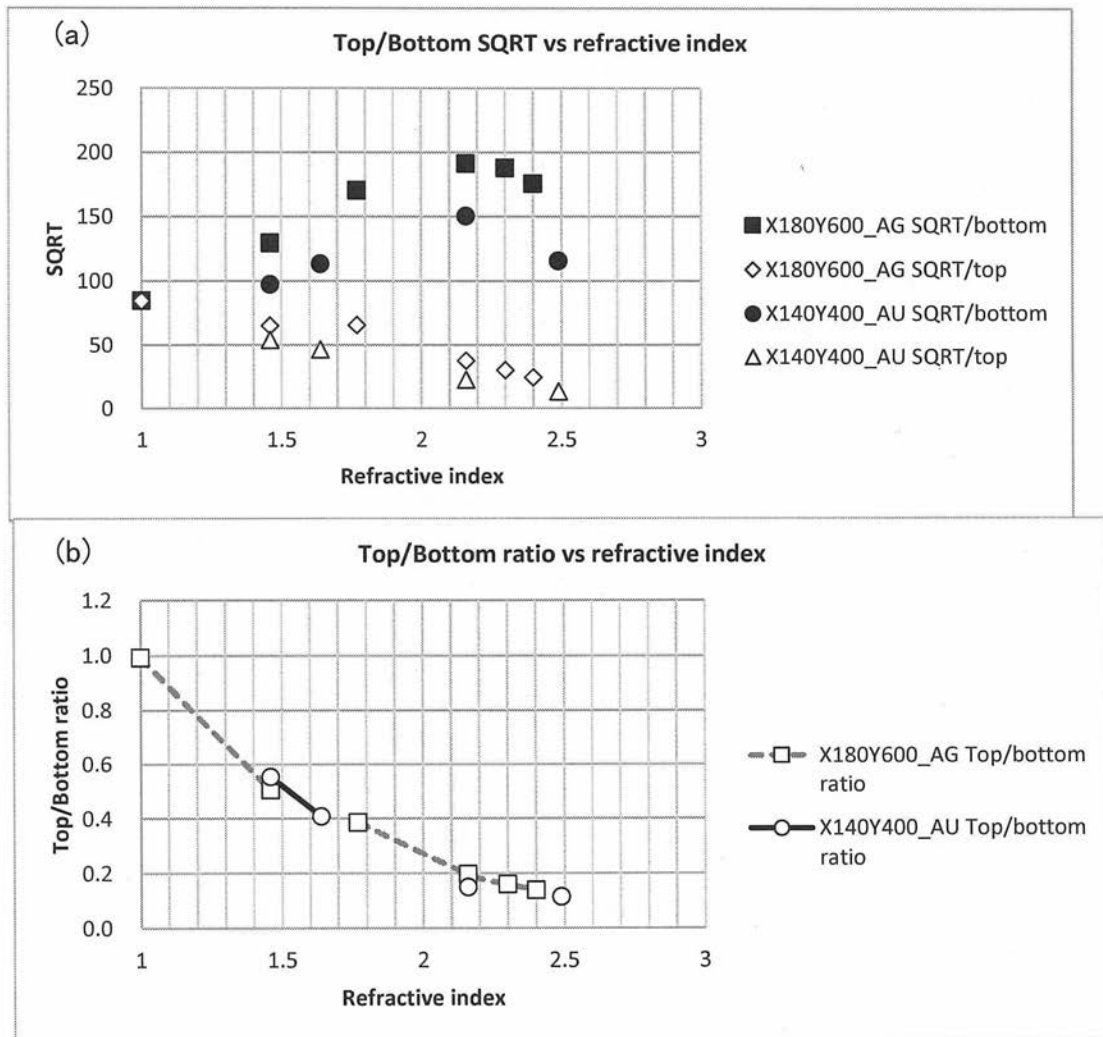 (a)
Top/Bottom SQRT vs refractive index
250
200
150
100
50
0
SQRT
1
1.5
2
2.5
3
Refractive index
X180Y600_AG SQRT/bottom
X180Y600_AG SQRT/top
X140Y400_AU SQRT/bottom
X140Y400_AU SQRT/top
(b)
Top/Bottom ratio vs refractive index
1.2
1.0
0.8
0.6
0.4
0.2
0.0
Top/Bottom ratio
1
1.5
2
2.5
3
Refractive index
X180Y600_AG Top/bottom
ratio
X140Y400_AU Top/bottom
ratio